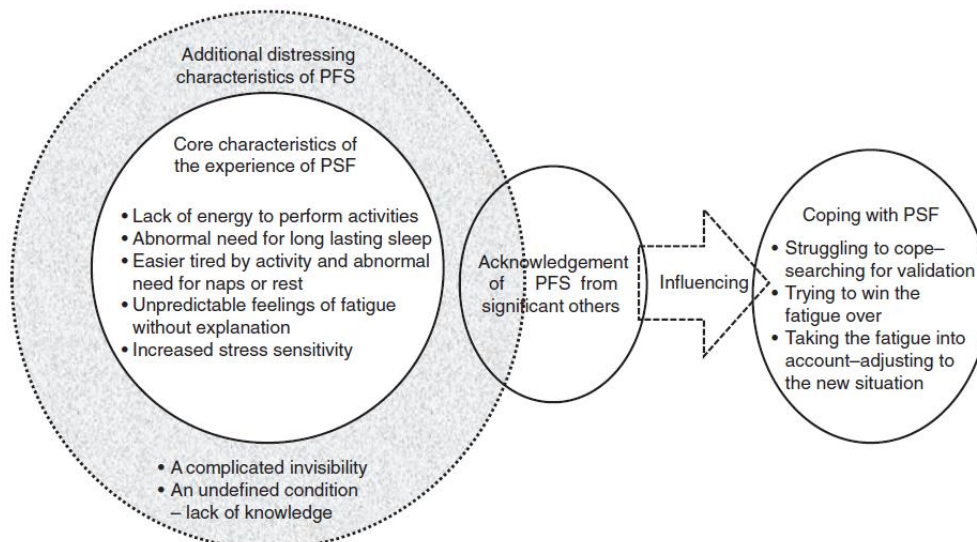 Additional distressing
characteristics of PFS
Core characteristics of
the experience of PSF
• Lack of energy to perform activities
• Abnormal need for long lasting sleep
• Easier tired by activity and abnormal
need for naps or rest
• Unpredictable feelings of fatigue
without explanation
• Increased stress sensitivity
• A complicated invisibility
• An undefined condition
– lack of knowledge
Acknowledgement
of PFS from
significant others
Influencing
Coping with PSF
• Struggling to cope–
searching for validation
• Trying to win the
fatigue over
• Taking the fatigue into
account–adjusting to
the new situation